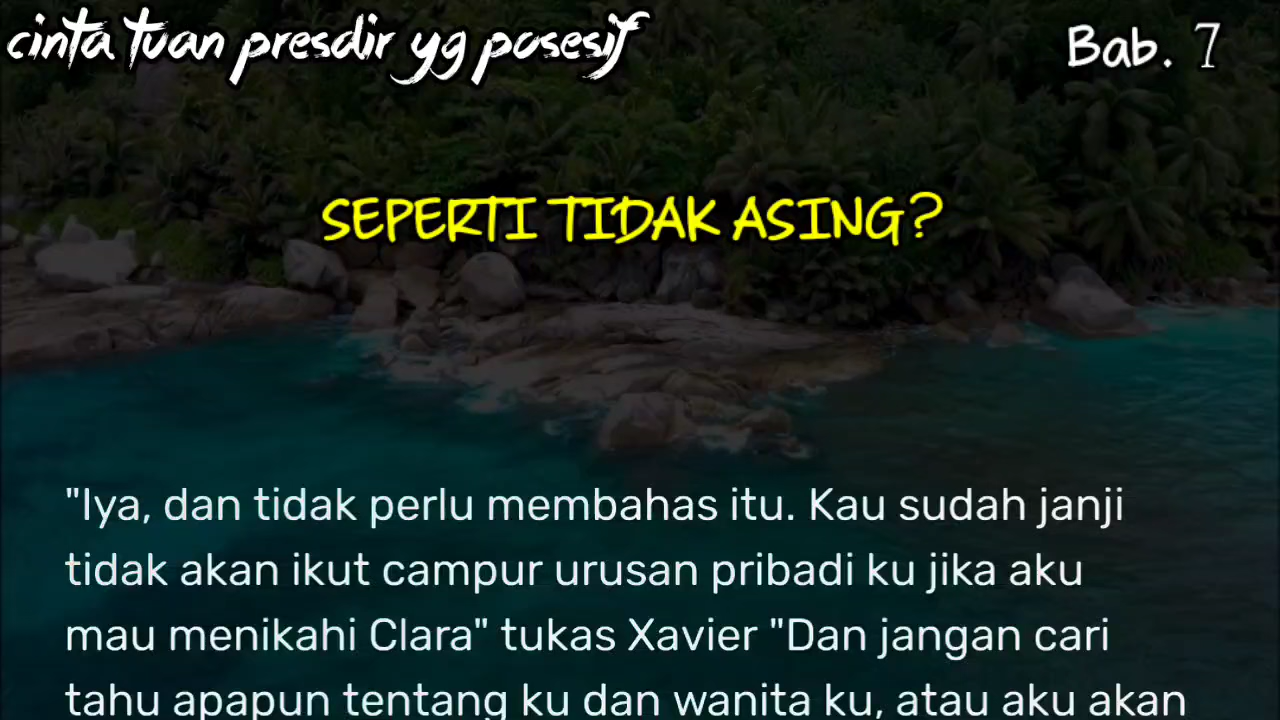 cinta tuan presdir yg posesif
Bab. 7
SEPERTI TIDAK ASING?
"Iya, dan tidak perlu membahas itu. Kau sudah janji
tidak akan ikut campur urusan pribadi ku jika aku
mau menikahi Clara" tukas Xavier "Dan jangan cari
tahu apapun tentang ku dan wanita ku, atau aku akan